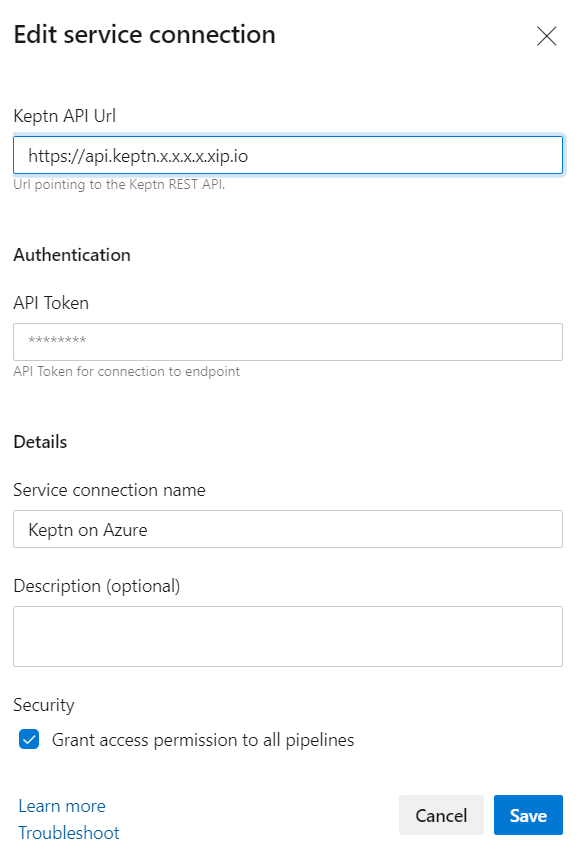 Edit service connection
Keptn API Url
https://api.keptn.x.x.x.x.xip.io
Url pointing to the Keptn REST API.
Authentication
API Token
********
API Token for connection to endpoint
Details
Service connection name
Keptn on Azure
Description (optional)
Security
Grant access permission to all pipelines
Learn more
Cancel
Save
Troubleshoot